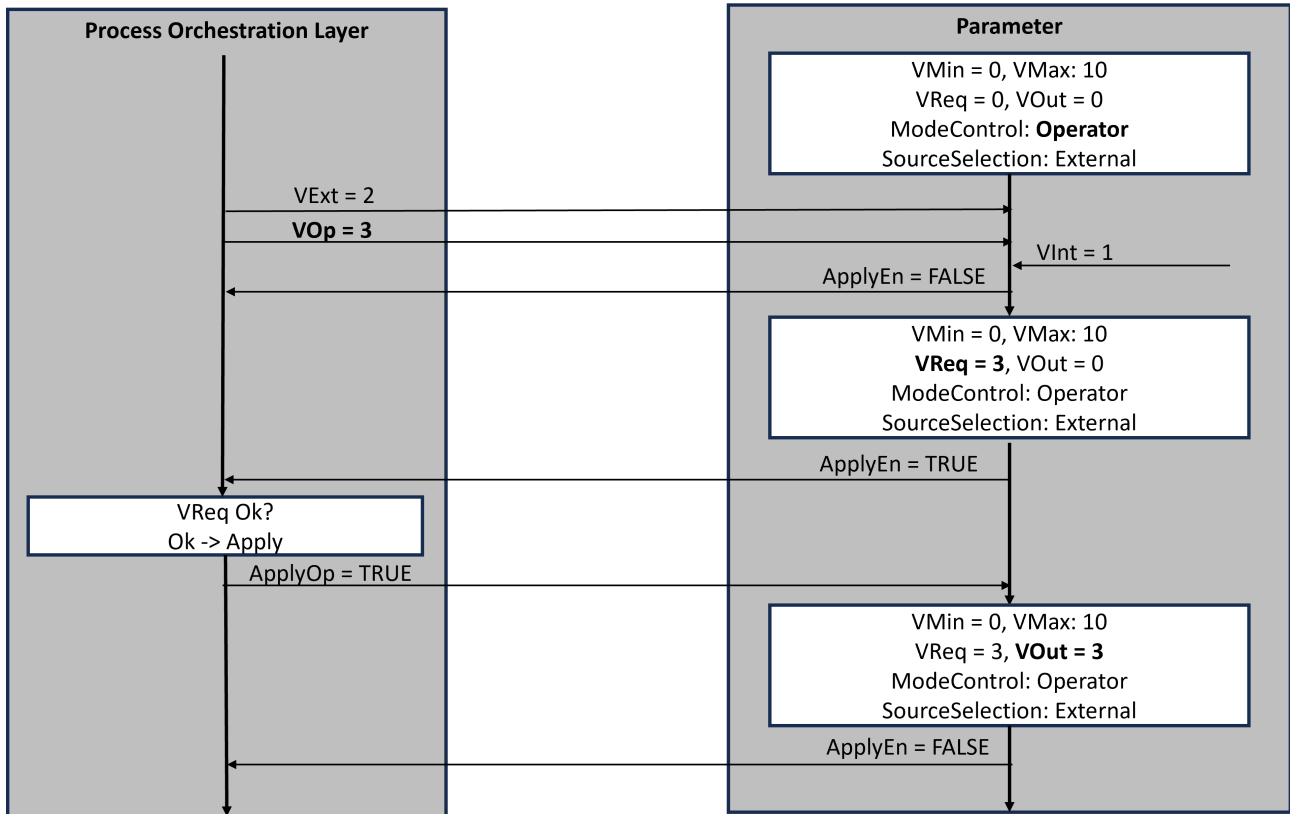 Process Orchestration Layer
Parameter
VMin = 0, VMax: 10
VReq = 0, VOut = 0
ModeControl: Operator
SourceSelection: External
VExt = 2
VOp = 3
VInt = 1
ApplyEn = FALSE
VMin = 0, VMax: 10
VReq = 3, VOut = 0
ModeControl: Operator
SourceSelection: External
ApplyEn = TRUE
VReq Ok?
Ok -> Apply
ApplyOp = TRUE
VMin = 0, VMax: 10
VReq = 3, VOut = 3
ModeControl: Operator
SourceSelection: External
ApplyEn = FALSE